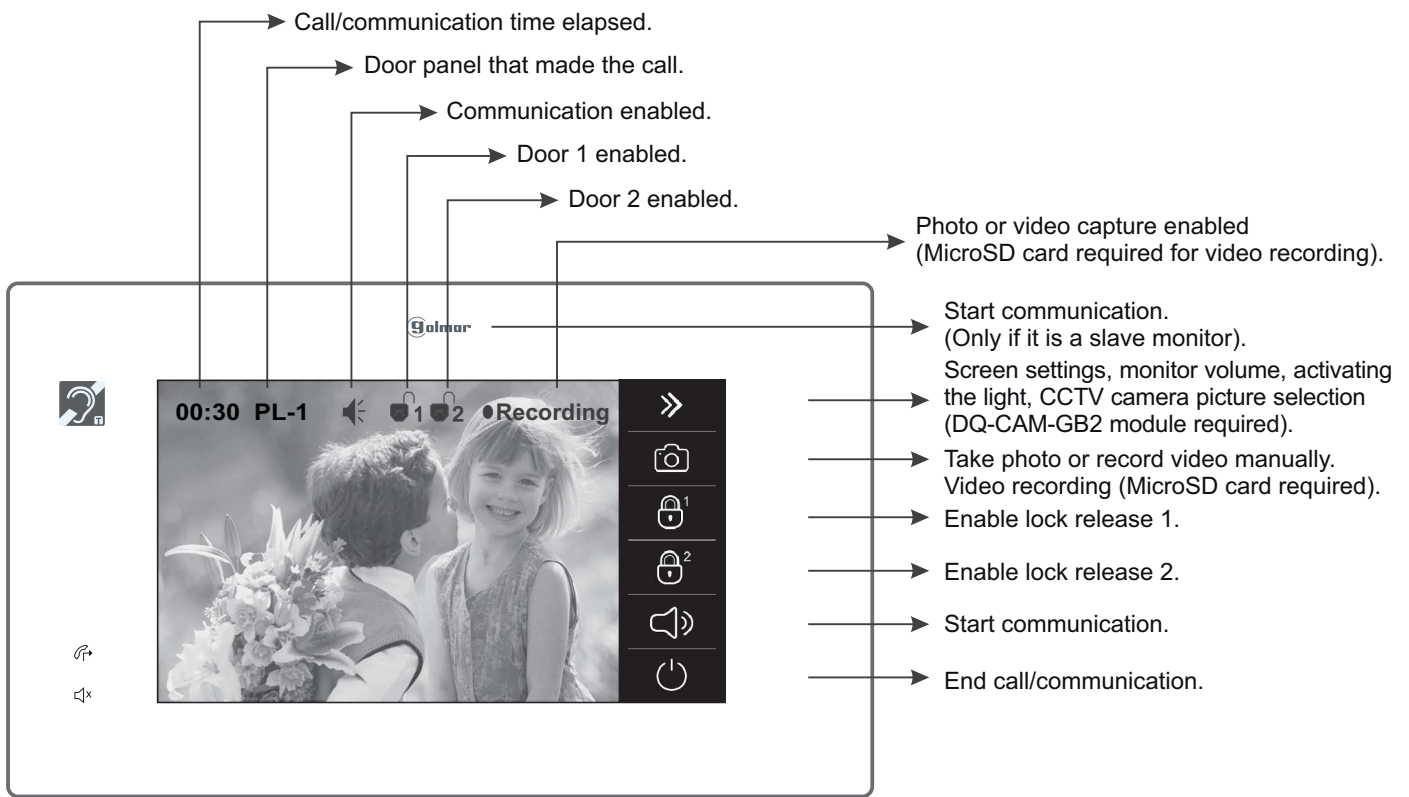 Call/communication time elapsed.
Door panel that made the call.
Communication enabled.
Door 1 enabled.
Door 2 enabled.
Photo or video capture enabled
(MicroSD card required for video recording).
golmar
Start communication.
(Only if it is a slave monitor).
Screen settings, monitor volume, activating
the light, CCTV camera picture selection
(DQ-CAM-GB2 module required).
T
00:30 PL-1 1 2 •Recording
Take photo or record video manually.
Video recording (MicroSD card required).
1
Enable lock release 1.
2
Enable lock release 2.
Start communication.
End call/communication.